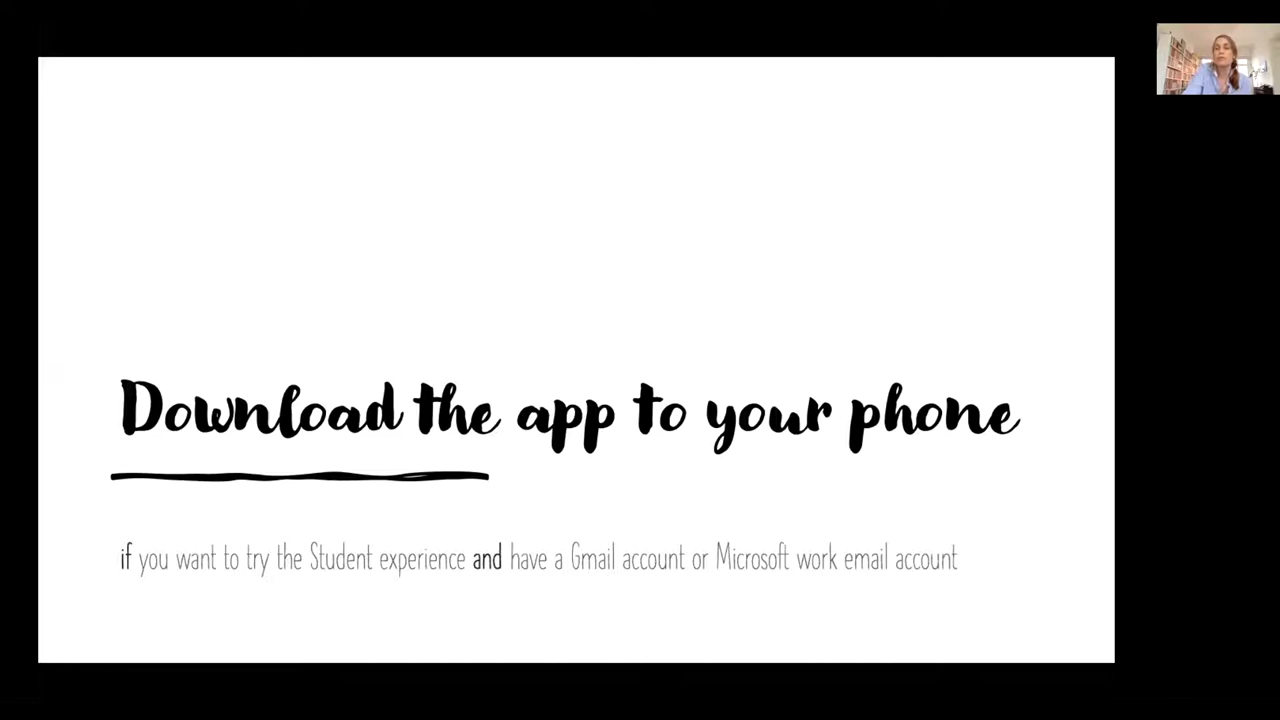 Download the app to your phone
if you want to try the Student experience and have a Gmail account or Microsoft work email account